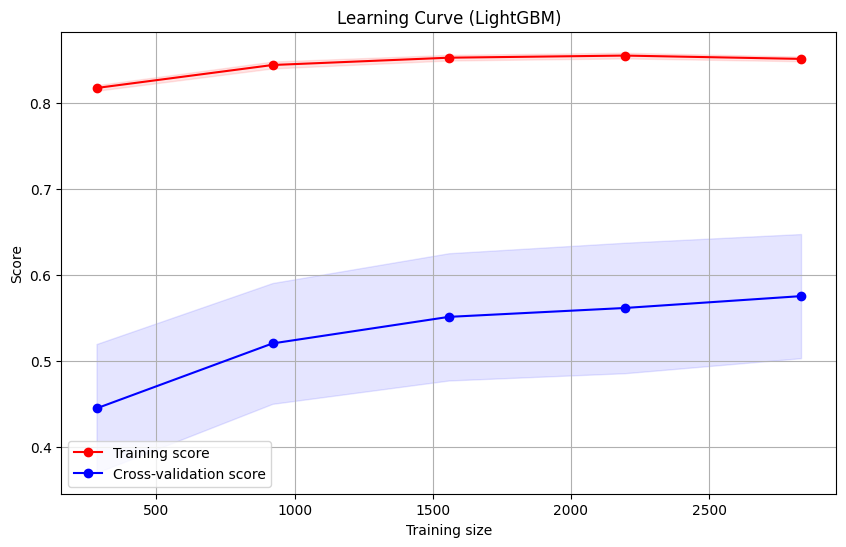 Learning Curve (LightGBM)
Score
0.8
0.7
0.6
0.5
0.4
Training score
Cross-validation score
500
1000
1500
2000
2500
Training size